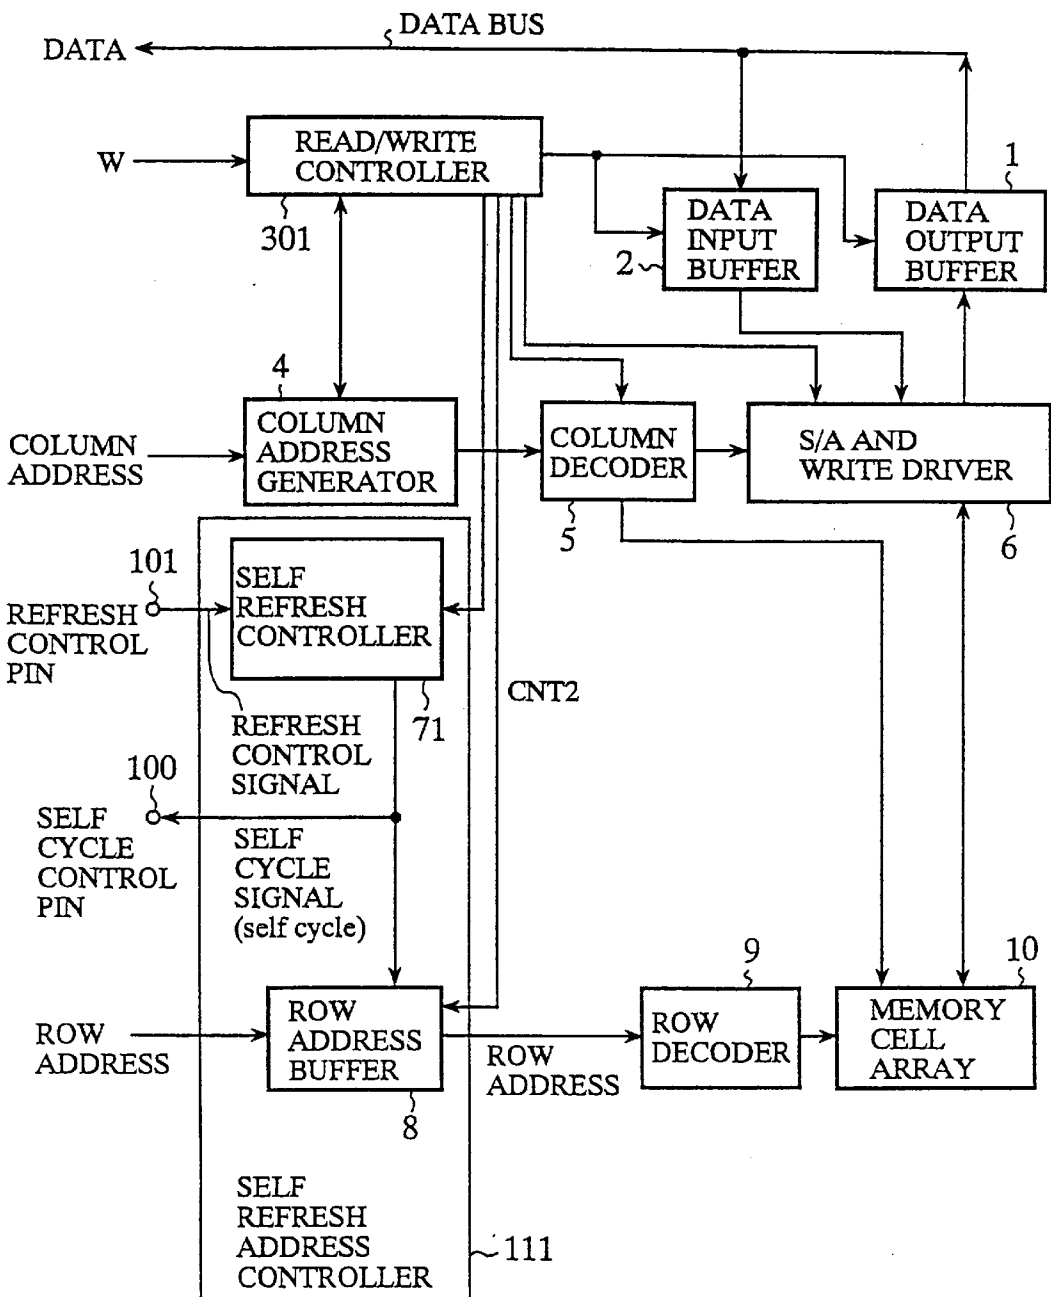 DATA BUS
DATA
READ/WRITE
CONTROLLER
W
301
1
DATA
INPUT
BUFFER
2
DATA
OUTPUT
BUFFER
4
COLUMN
ADDRESS
GENERATOR
COLUMN
ADDRESS
COLUMN
DECODER
5
S/A AND
WRITE DRIVER
6
101
REFRESH
CONTROL
PIN
SELF
REFRESH
CONTROLLER
71
CNT2
REFRESH
CONTROL
SIGNAL
100
SELF
CYCLE
CONTROL
PIN
SELF
CYCLE
SIGNAL
(self cycle)
ROW
ADDRESS
ROW
ADDRESS
BUFFER
8
ROW
ADDRESS
9
ROW
DECODER
10
MEMORY
CELL
ARRAY
SELF
REFRESH
ADDRESS
CONTROLLER
111